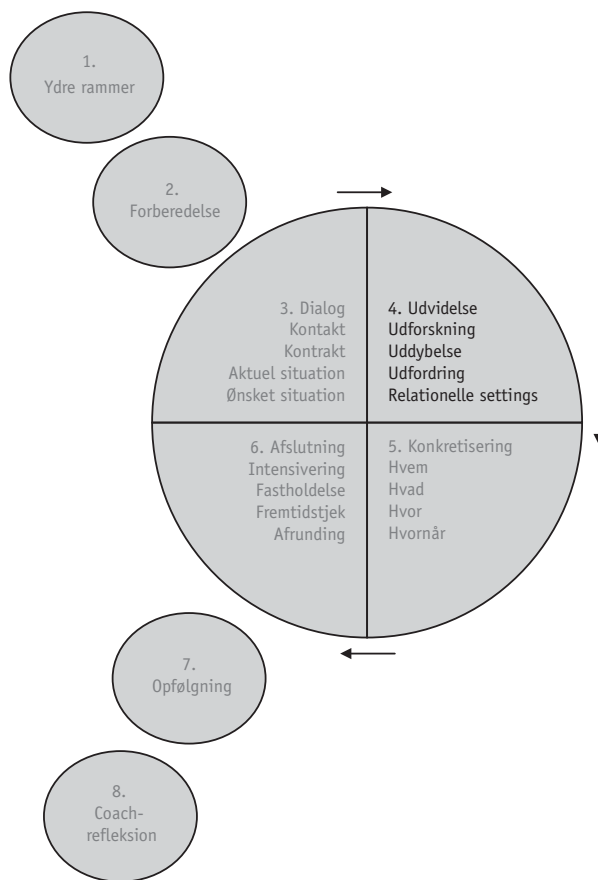 1.
Ydre rammer
2.
Forberedelse
3. Dialog
Kontakt
Kontrakt
Aktuel situation
Ønsket situation
4. Udvidelse
Udforskning
Uddybelse
Udfordring
Relationelle settings
5. Konkretisering
Hvem
Hvad
Hvor
Hvornår
6. Afslutning
Intensivering
Fastholdelse
Fremtidstjek
Afrunding
7.
Opfølgning
8.
Coach-
refleksion